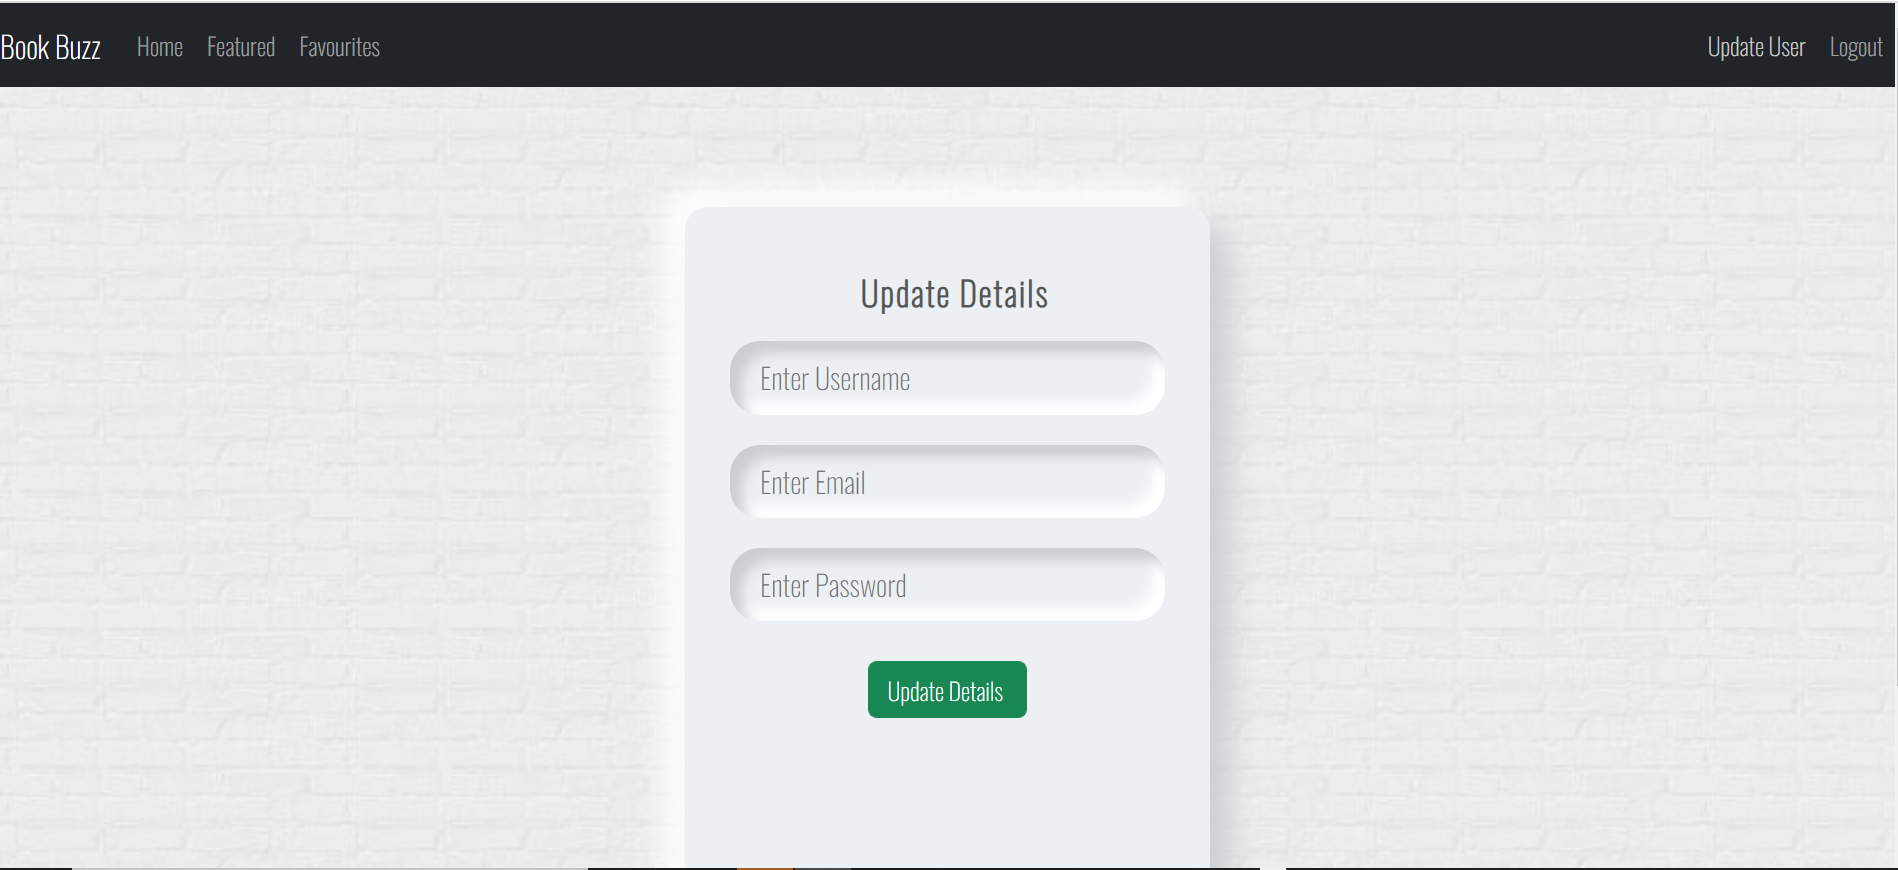 Book Buzz Home Featured Favourites Update User Logout
Update Details
Enter Username
Enter Email
Enter Password
Update Details